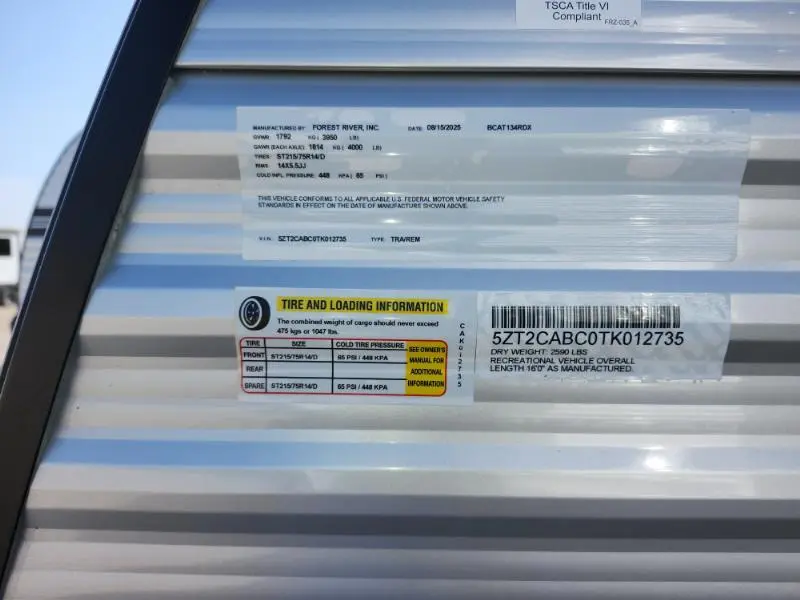 TSCA Title VI
Compliant FRZ-035_A
MANUFACTURED BY: FOREST RIVER, INC. DATE: 08/15/2025 BCAT134RDX
GVWR: 1792 KG ( 3950 LB)
GAWR (EACH AXLE): 1814 KG ( 4000 LB)
TIRES: ST215/75R14/D
RIMS: 14X5.5JJ
COLD INFL. PRESSURE: 448 KPA ( 65 PSI )
THIS VEHICLE CONFORMS TO ALL APPLICABLE U.S. FEDERAL MOTOR VEHICLE SAFETY
STANDARDS IN EFFECT ON THE DATE OF MANUFACTURE SHOWN ABOVE.
V.I.N.: 5ZT2CABC0TK012735 TYPE: TRA/REM
TIRE AND LOADING INFORMATION
The combined weight of cargo should never exceed
475 kgs or 1047 lbs.
TIRE SIZE COLD TIRE PRESSURE SEE OWNER'S
FRONT ST215/75R14/D 65 PSI / 448 KPA MANUAL FOR
REAR ADDITIONAL
SPARE ST215/75R14/D 65 PSI / 448 KPA INFORMATION
CAK012735
5ZT2CABC0TK012735
DRY WEIGHT: 2590 LBS
RECREATIONAL VEHICLE OVERALL
LENGTH 16'0" AS MANUFACTURED.